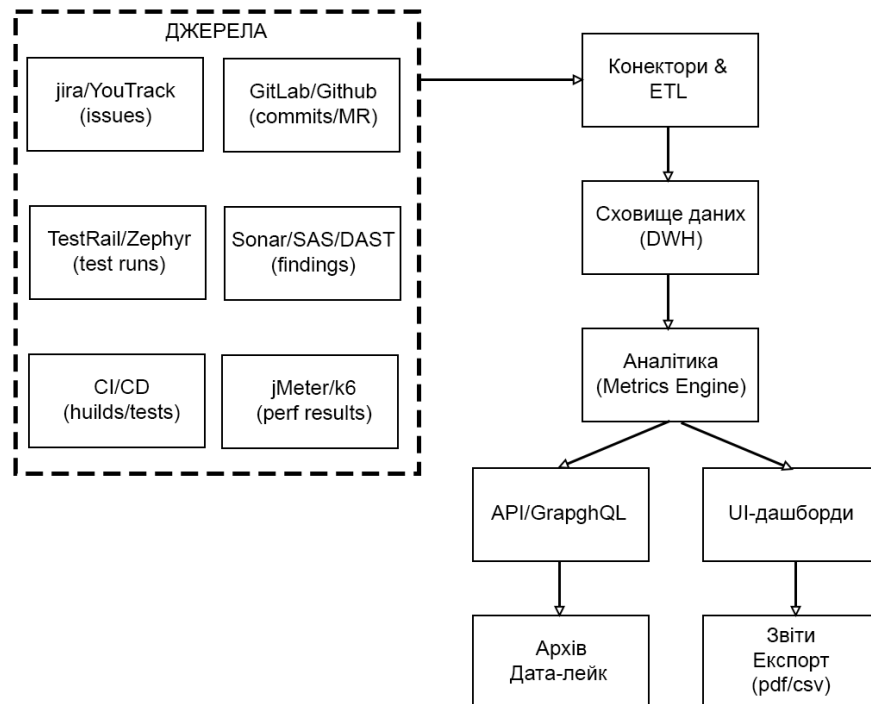 ДЖЕРЕЛА
jira/YouTrack
(issues)
GitLab/Github
(commits/MR)
TestRail/Zephyr
(test runs)
Sonar/SAS/DAST
(findings)
CI/CD
(huilds/tests)
jMeter/k6
(perf results)
Конектори &
ETL
Сховище даних
(DWH)
Аналітика
(Metrics Engine)
API/GrapghQL
UI-дашборди
Архів
Дата-лейк
Звіти
Експорт
(pdf/csv)